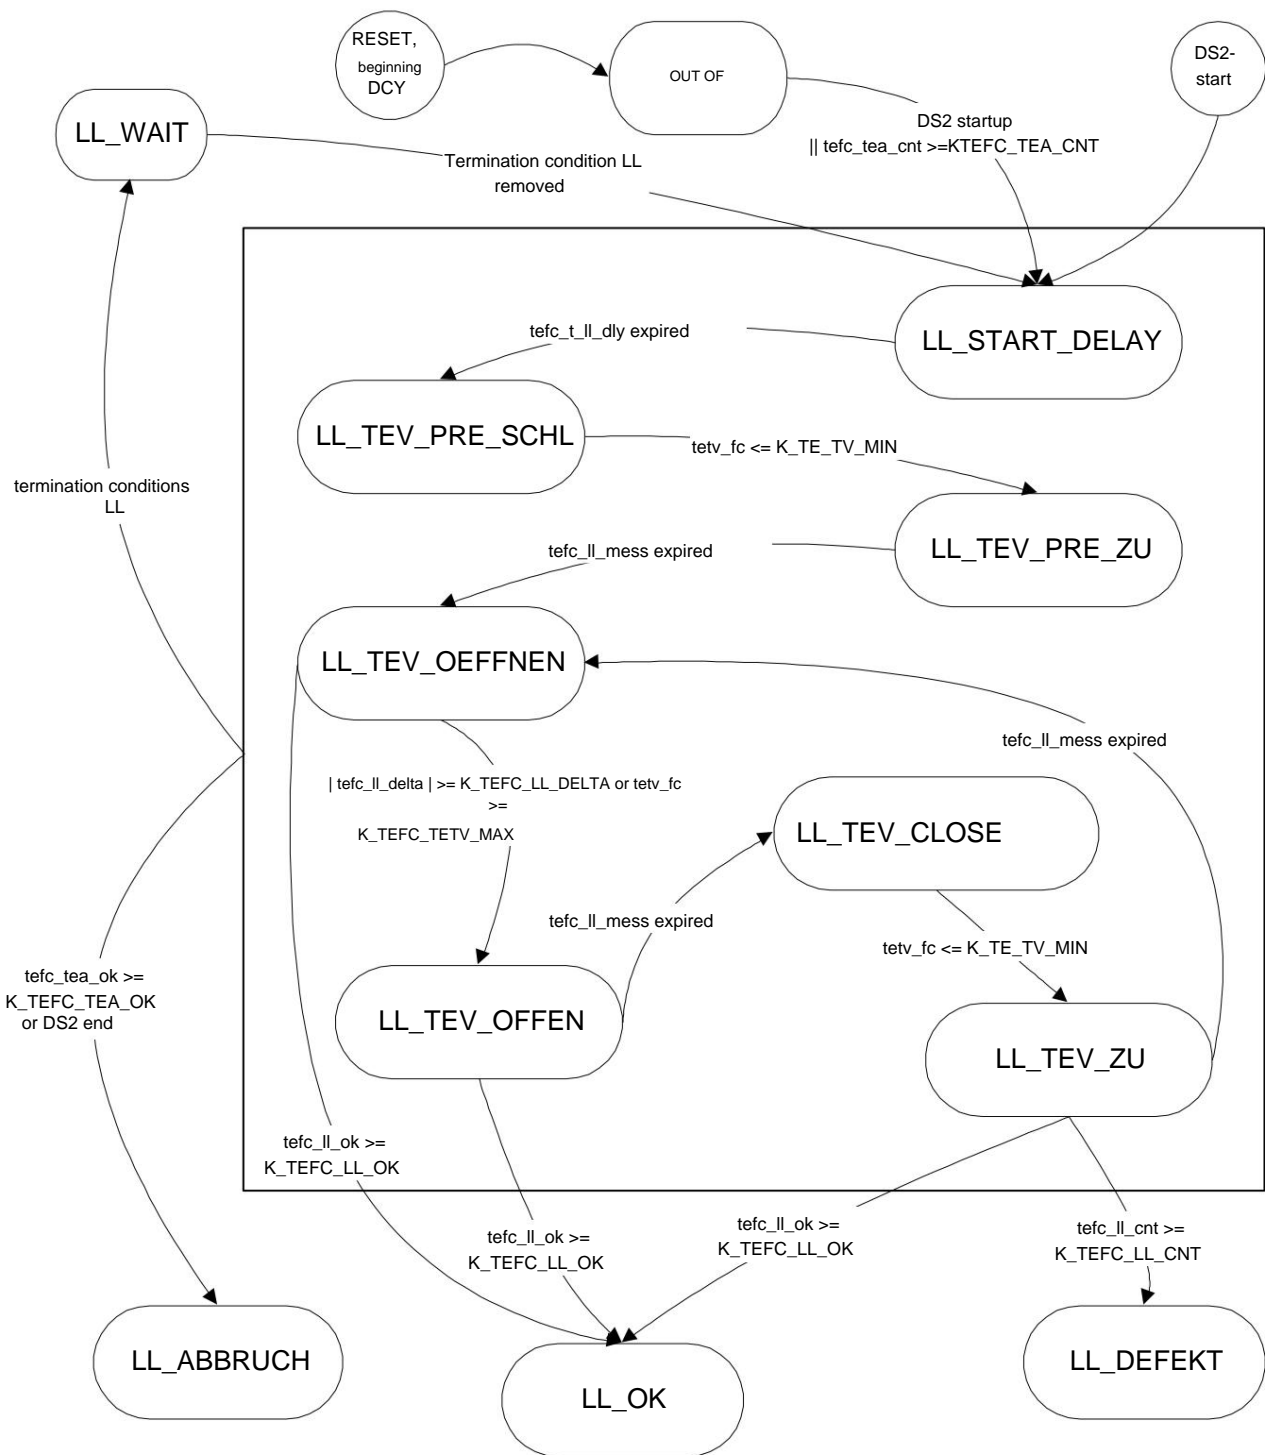 RESET,
beginning
DCY
OUT OF
DS2-
start
LL_WAIT
DS2 startup
|| tefc_tea_cnt >=KTEFC_TEA_CNT
Termination condition LL
removed
tefc_t_ll_dly expired
LL_START_DELAY
LL_TEV_PRE_SCHL
tetv_fc <= K_TE_TV_MIN
termination conditions
LL
LL_TEV_PRE_ZU
tefc_ll_mess expired
LL_TEV_OEFFNEN
tefc_ll_mess expired
| tefc_ll_delta | >= K_TEFC_LL_DELTA or tetv_fc
>=
K_TEFC_TETV_MAX
LL_TEV_CLOSE
tefc_ll_mess expired
tetv_fc <= K_TE_TV_MIN
tefc_tea_ok >=
K_TEFC_TEA_OK
or DS2 end
LL_TEV_OFFEN
LL_TEV_ZU
tefc_ll_ok >=
K_TEFC_LL_OK
tefc_ll_ok >=
K_TEFC_LL_OK
tefc_ll_ok >=
K_TEFC_LL_OK
tefc_ll_cnt >=
K_TEFC_LL_CNT
LL_ABBRUCH
LL_OK
LL_DEFEKT